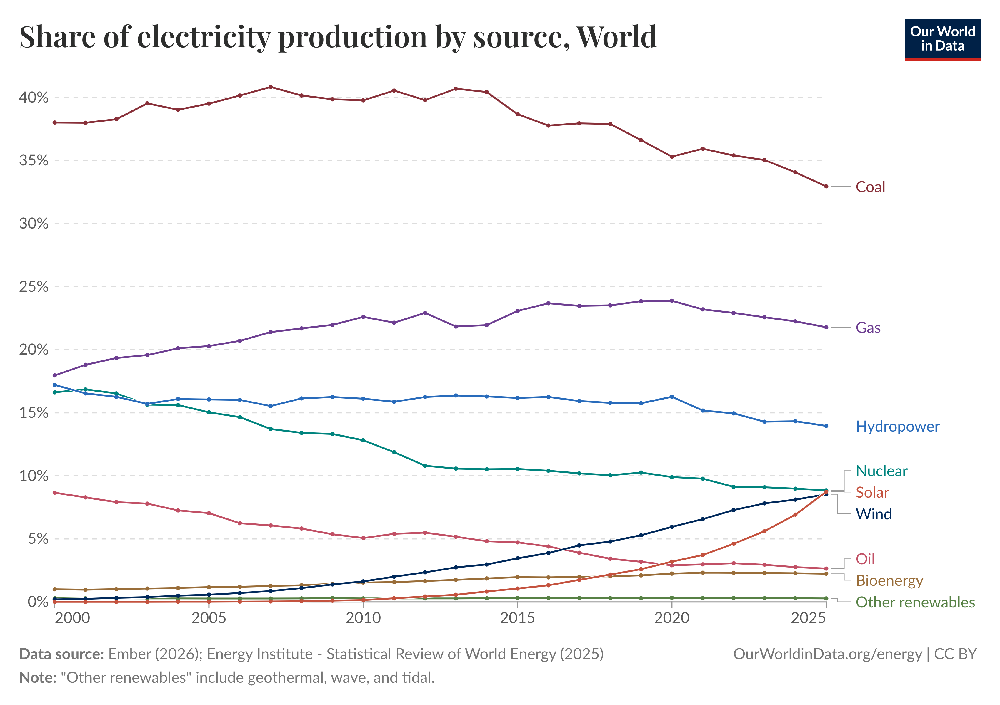 Share of electricity production by source, World
Our World
in Data
40%
35%
30%
25%
20%
15%
10%
5%
0%
Coal
Gas
Hydropower
Nuclear
Solar
Wind
Oil
Bioenergy
Other renewables
2000
2005
2010
2015
2020
2025
Data source: Ember (2026); Energy Institute - Statistical Review of World Energy (2025)
OurWorldinData.org/energy | CC BY
Note: "Other renewables" include geothermal, wave, and tidal.